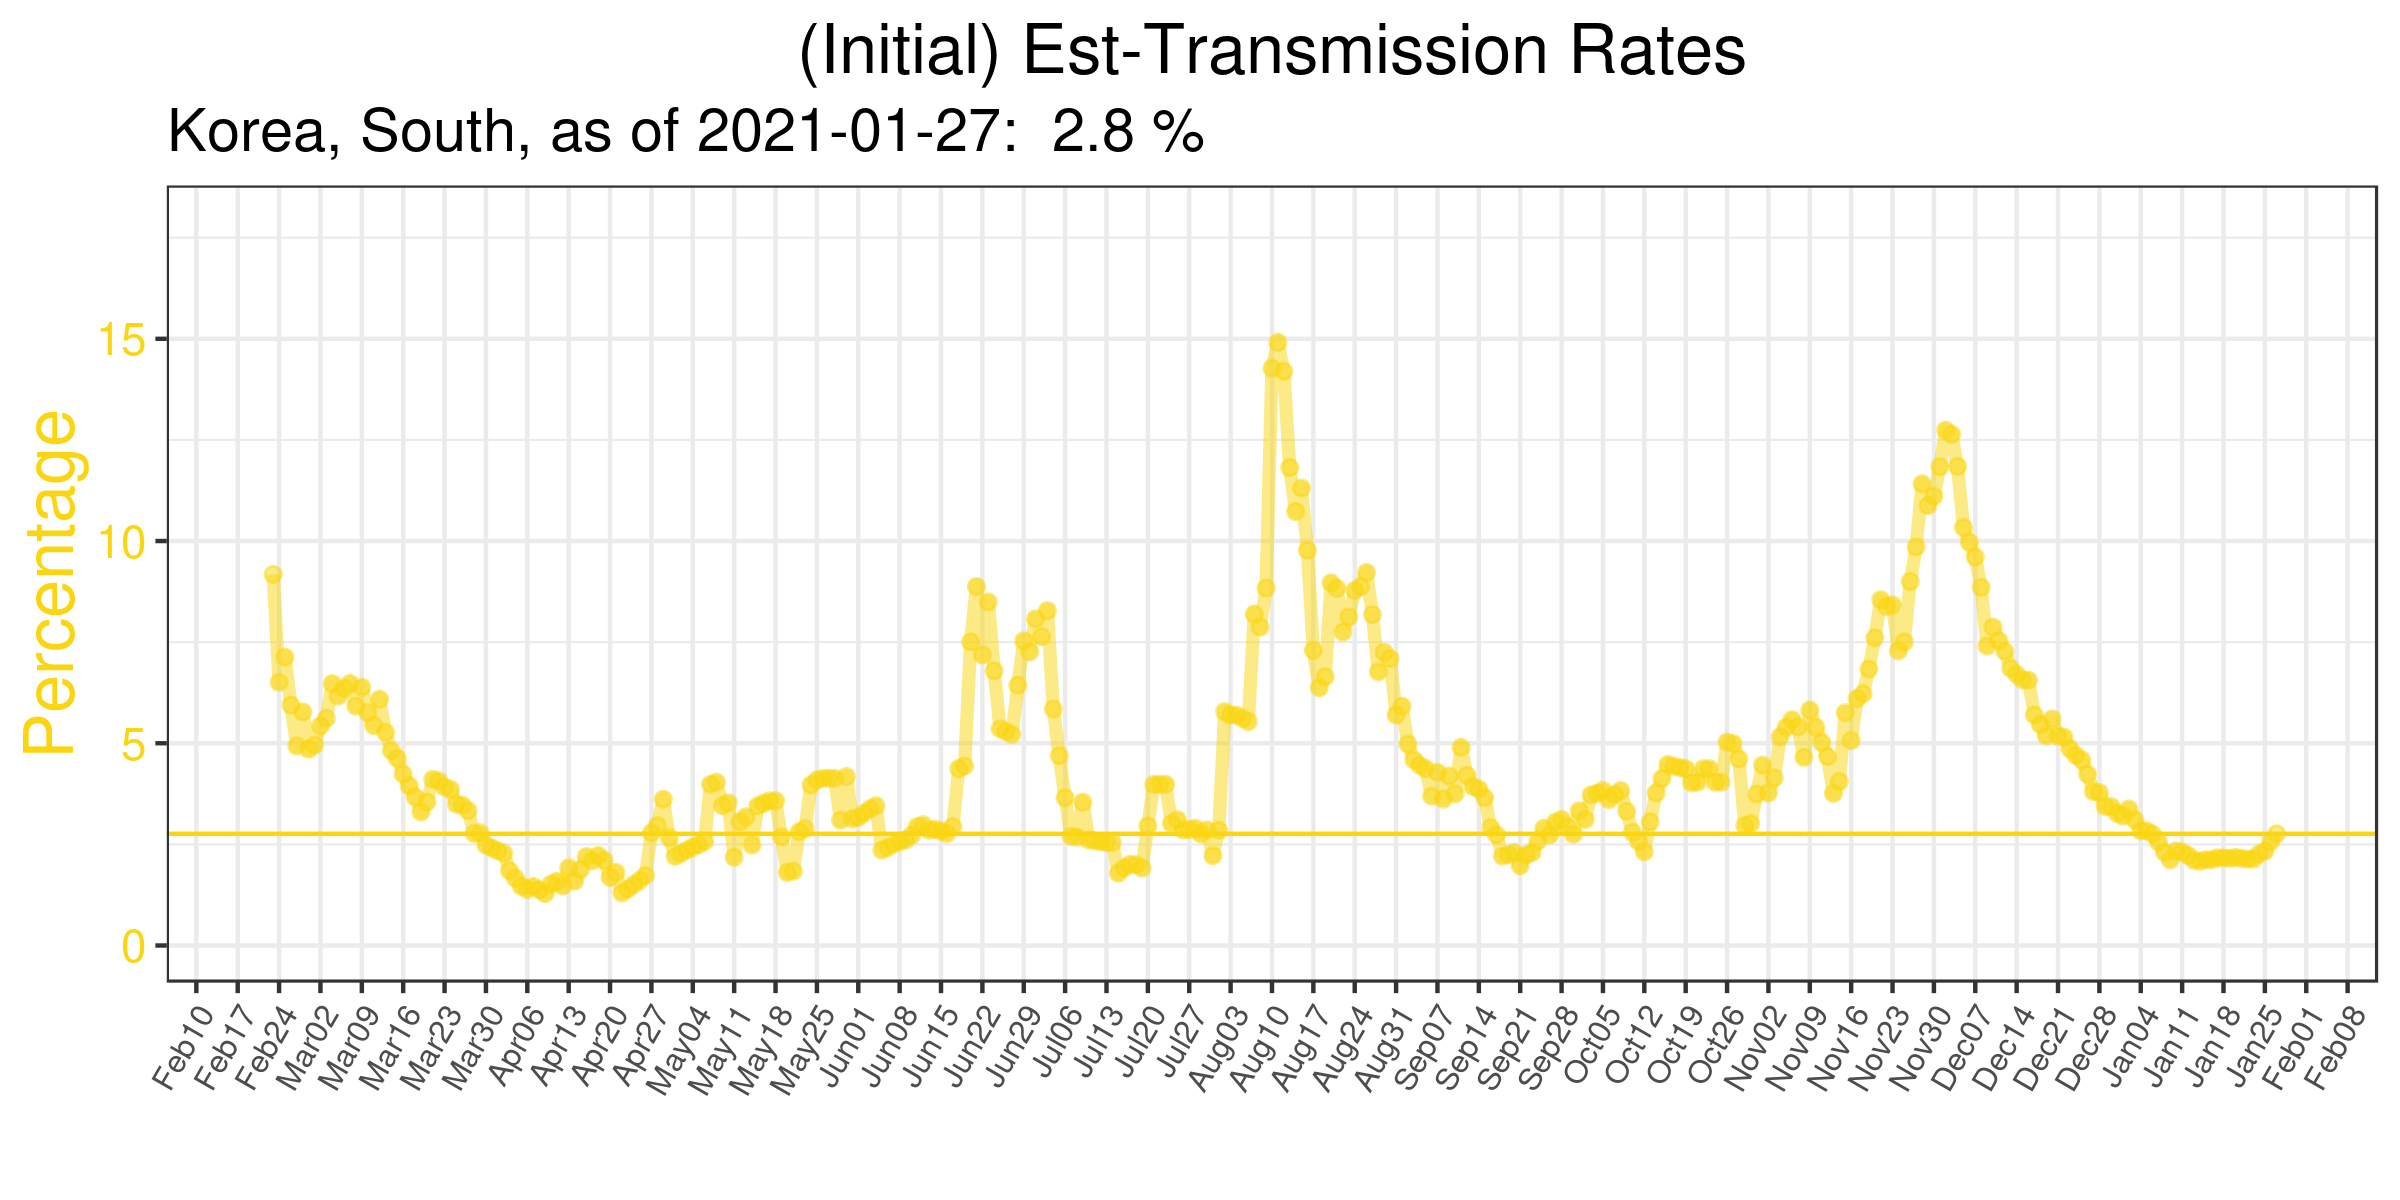 (Initial) Est-Transmission Rates
Korea, South, as of 2021-01-27:  2.8 %
Percentage
15
10
5
0
Feb10
Feb17
Feb24
Mar02
Mar09
Mar16
Mar23
Mar30
Apr06
Apr13
Apr20
Apr27
May04
May11
May18
May25
Jun01
Jun08
Jun15
Jun22
Jun29
Jul06
Jul13
Jul20
Jul27
Aug03
Aug10
Aug17
Aug24
Aug31
Sep07
Sep14
Sep21
Sep28
Oct05
Oct12
Oct19
Oct26
Nov02
Nov09
Nov16
Nov23
Nov30
Dec07
Dec14
Dec21
Dec28
Jan04
Jan11
Jan18
Jan25
Feb01
Feb08